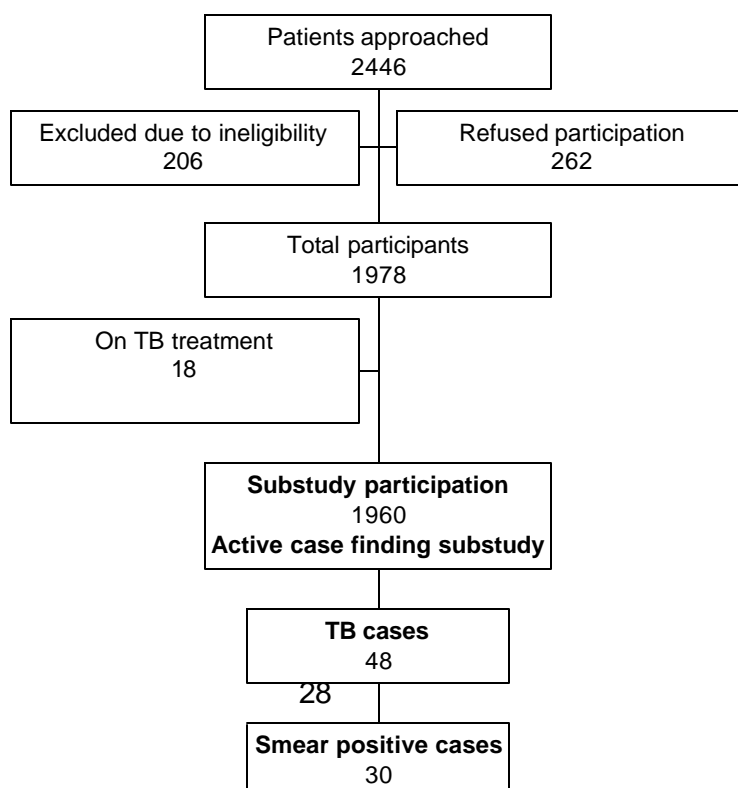 Patients approached
2446
Excluded due to ineligibility
206
Refused participation
262
Total participants
1978
On TB treatment
18
Substudy participation
1960
Active case finding substudy
TB cases
48
28
Smear positive cases
30